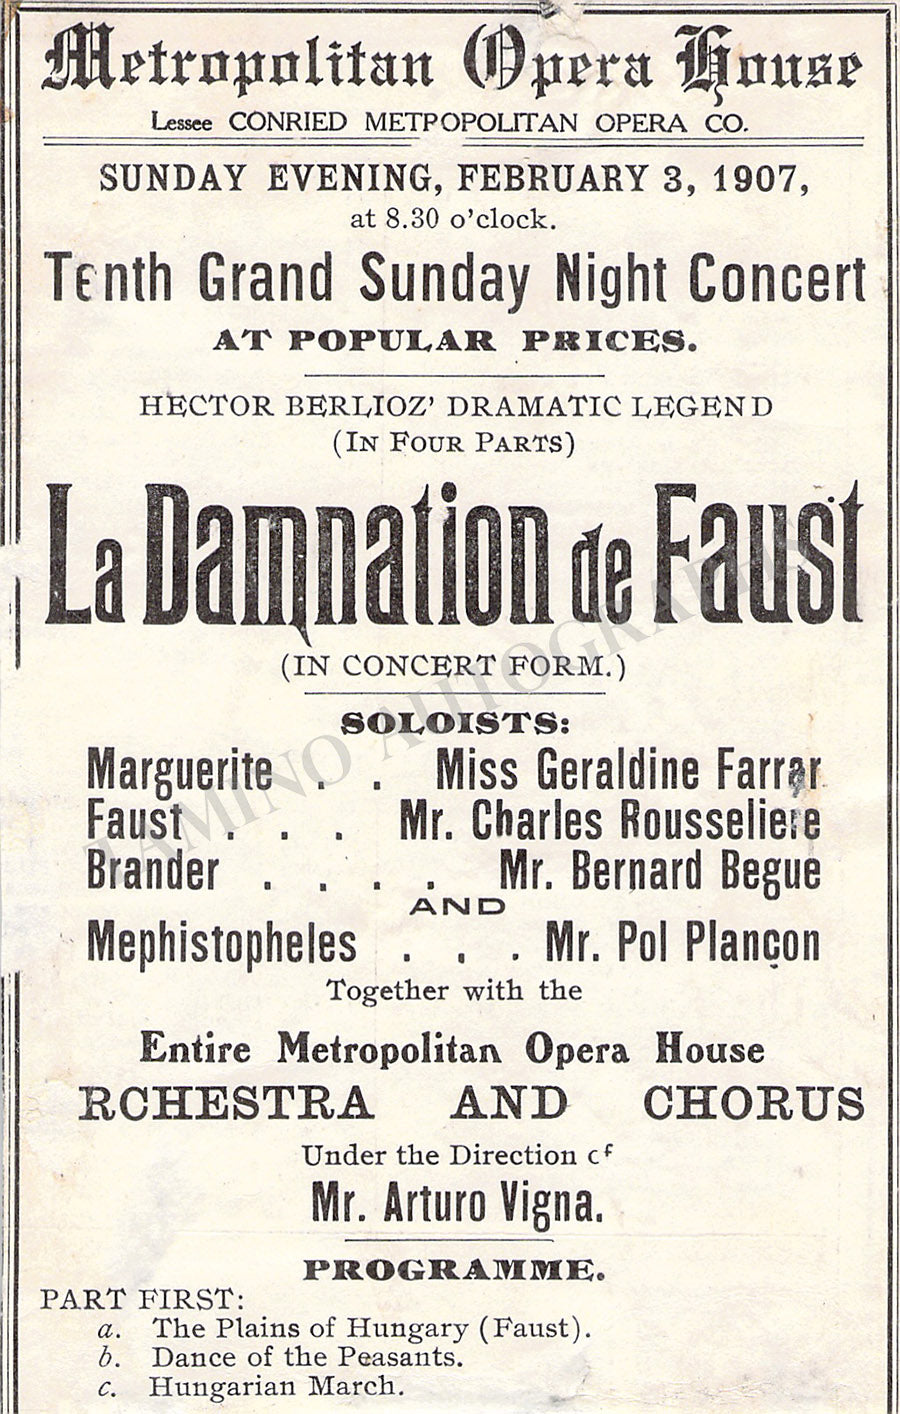 Metropolitan Opera House
Lessee CONRIED METPOPOLITAN OPERA CO.
SUNDAY EVENING, FEBRUARY 3, 1907,
at 8.30 o'clock.
Tenth Grand Sunday Night Concert
AT POPULAR PRICES.
HECTOR BERLIOZ' DRAMATIC LEGEND
(IN FOUR PARTS)
La Damnation de Faust
(IN CONCERT FORM.)
SOLOISTS:
Marguerite . . Miss Geraldine Farrar
Faust . . . Mr. Charles Rousseliere
Brander . . . . Mr. Bernard Begue
AND
Mephistopheles . . . Mr. Pol Plançon
Together with the
Entire Metropolitan Opera House
RCHESTRA AND CHORUS
Under the Direction of
Mr. Arturo Vigna.
PROGRAMME.
PART FIRST:
a. The Plains of Hungary (Faust).
b. Dance of the Peasants.
c. Hungarian March.
TAMINO AUTOGRAPHS